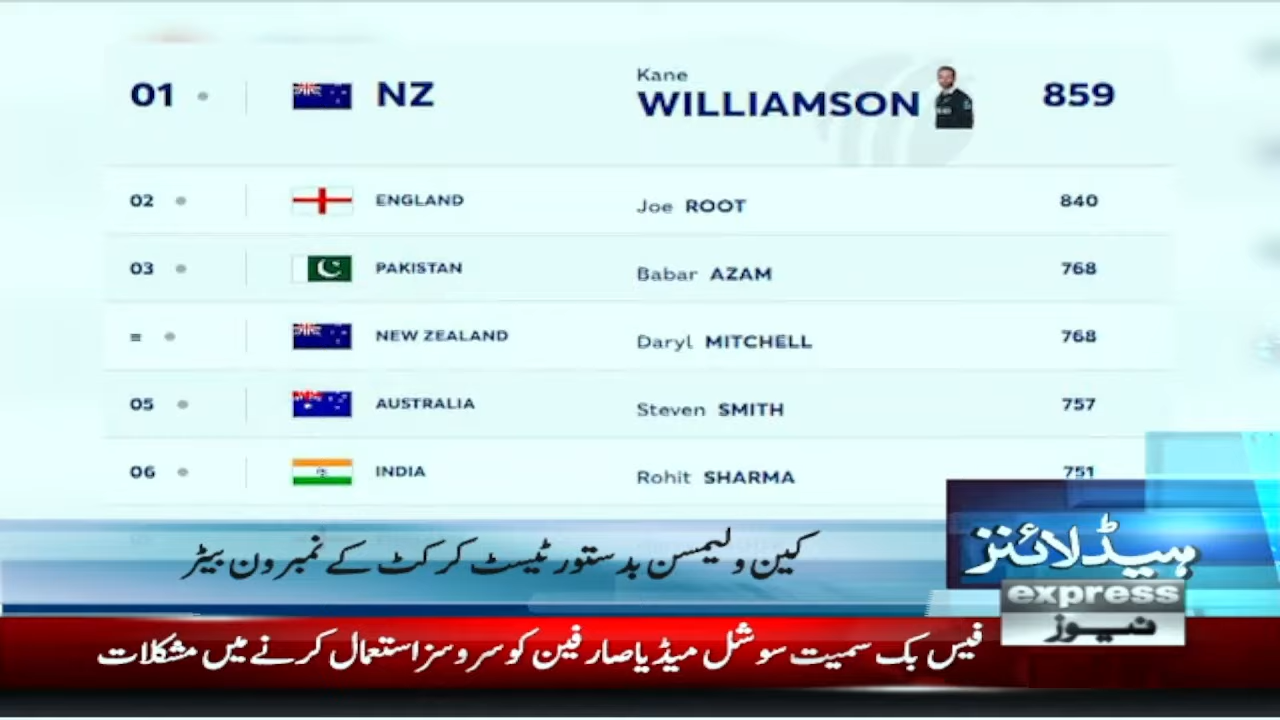 01 NZ Kane WILLIAMSON 859
02 ENGLAND Joe ROOT 840
03 PAKISTAN Babar AZAM 768
= NEW ZEALAND Daryl MITCHELL 768
05 AUSTRALIA Steven SMITH 757
06 INDIA Rohit SHARMA 751
ہیڈلائنز
کین ولیمسن بدستور ٹیسٹ کرکٹ کے نمبرون بیٹر
express
نیوز
فیس بک سمیت سوشل میڈیا صارفین کو سروسز استعمال کرنے میں مشکلات